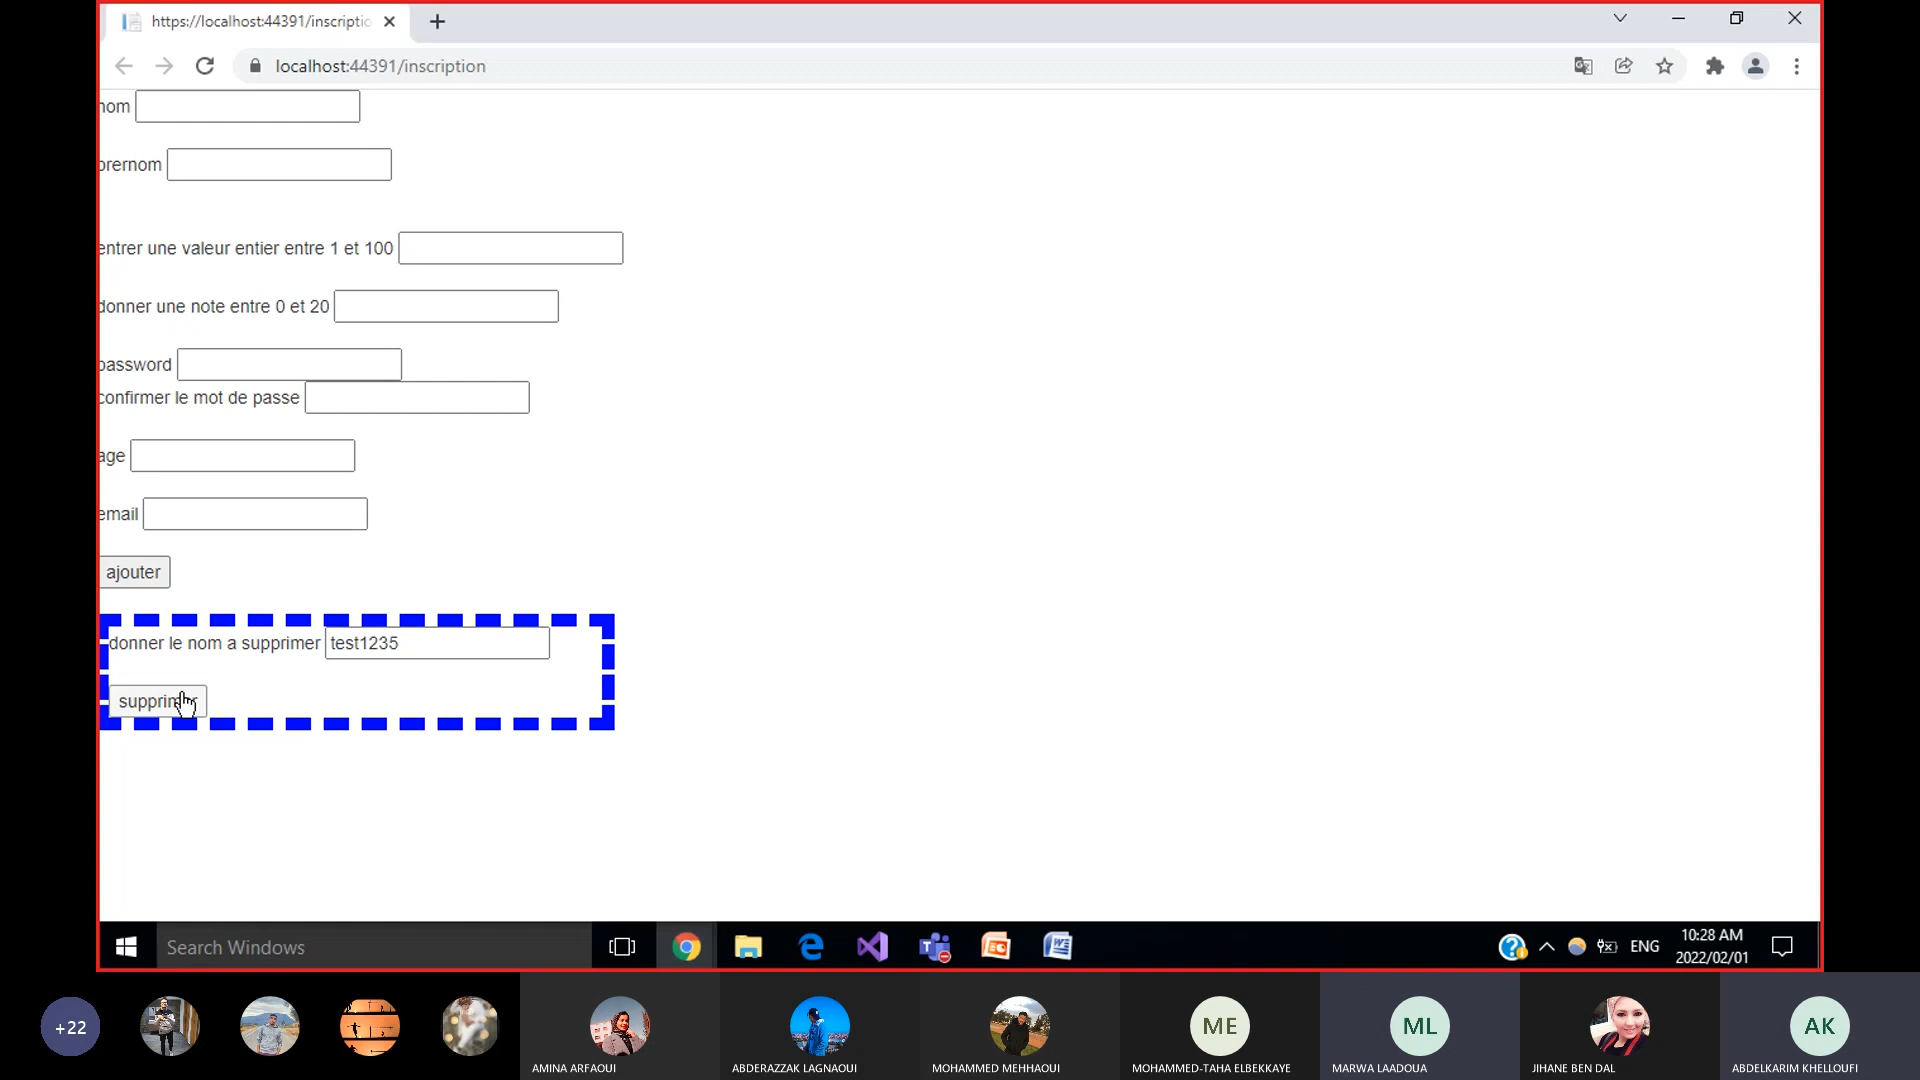 https://localhost:44391/inscriptio
localhost:44391/inscription
nom
prernom
entrer une valeur entier entre 1 et 100
donner une note entre 0 et 20
password
confirmer le mot de passe
age
email
ajouter
donner le nom a supprimer test1235
supprimer
Search Windows
ENG
10:28 AM
2022/02/01
+22
ME
ML
AK
AMINA ARFAOUI
ABDERAZZAK LAGNAOUI
MOHAMMED MEHHAOUI
MOHAMMED-TAHA ELBEKKAYE
MARWA LAADOUA
JIHANE BEN DAL
ABDELKARIM KHELLOUFI